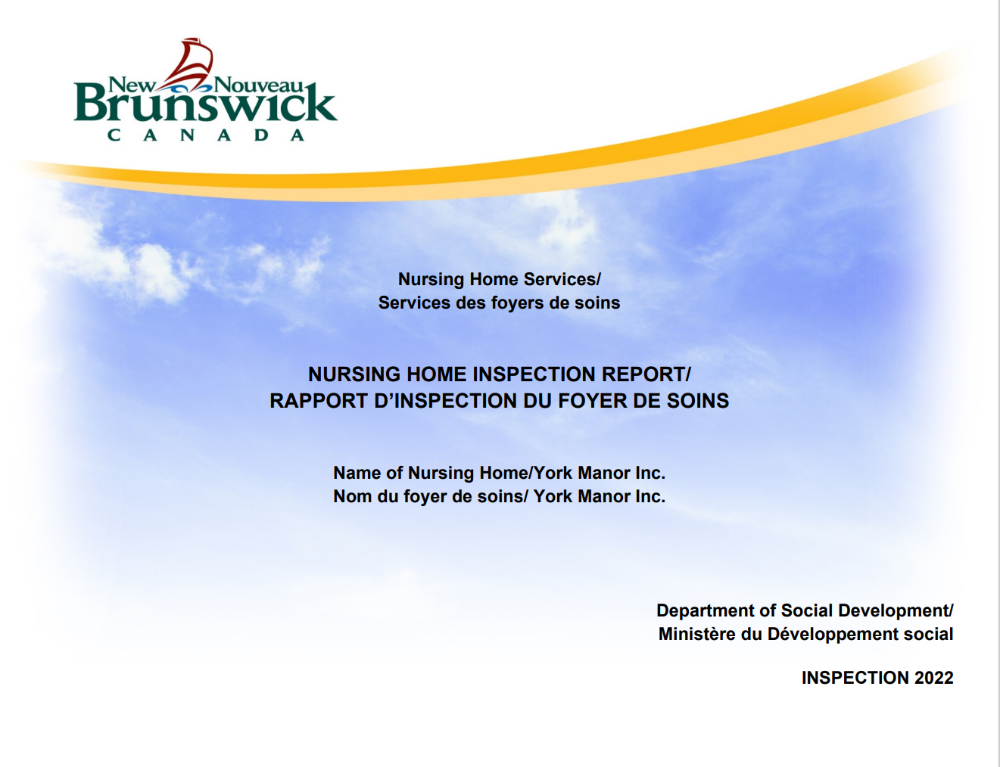 New Nouveau
Brunswick
CANADA
Nursing Home Services/
Services des foyers de soins
NURSING HOME INSPECTION REPORT/
RAPPORT D’INSPECTION DU FOYER DE SOINS
Name of Nursing Home/York Manor Inc.
Nom du foyer de soins/ York Manor Inc.
Department of Social Development/
Ministère du Développement social
INSPECTION 2022